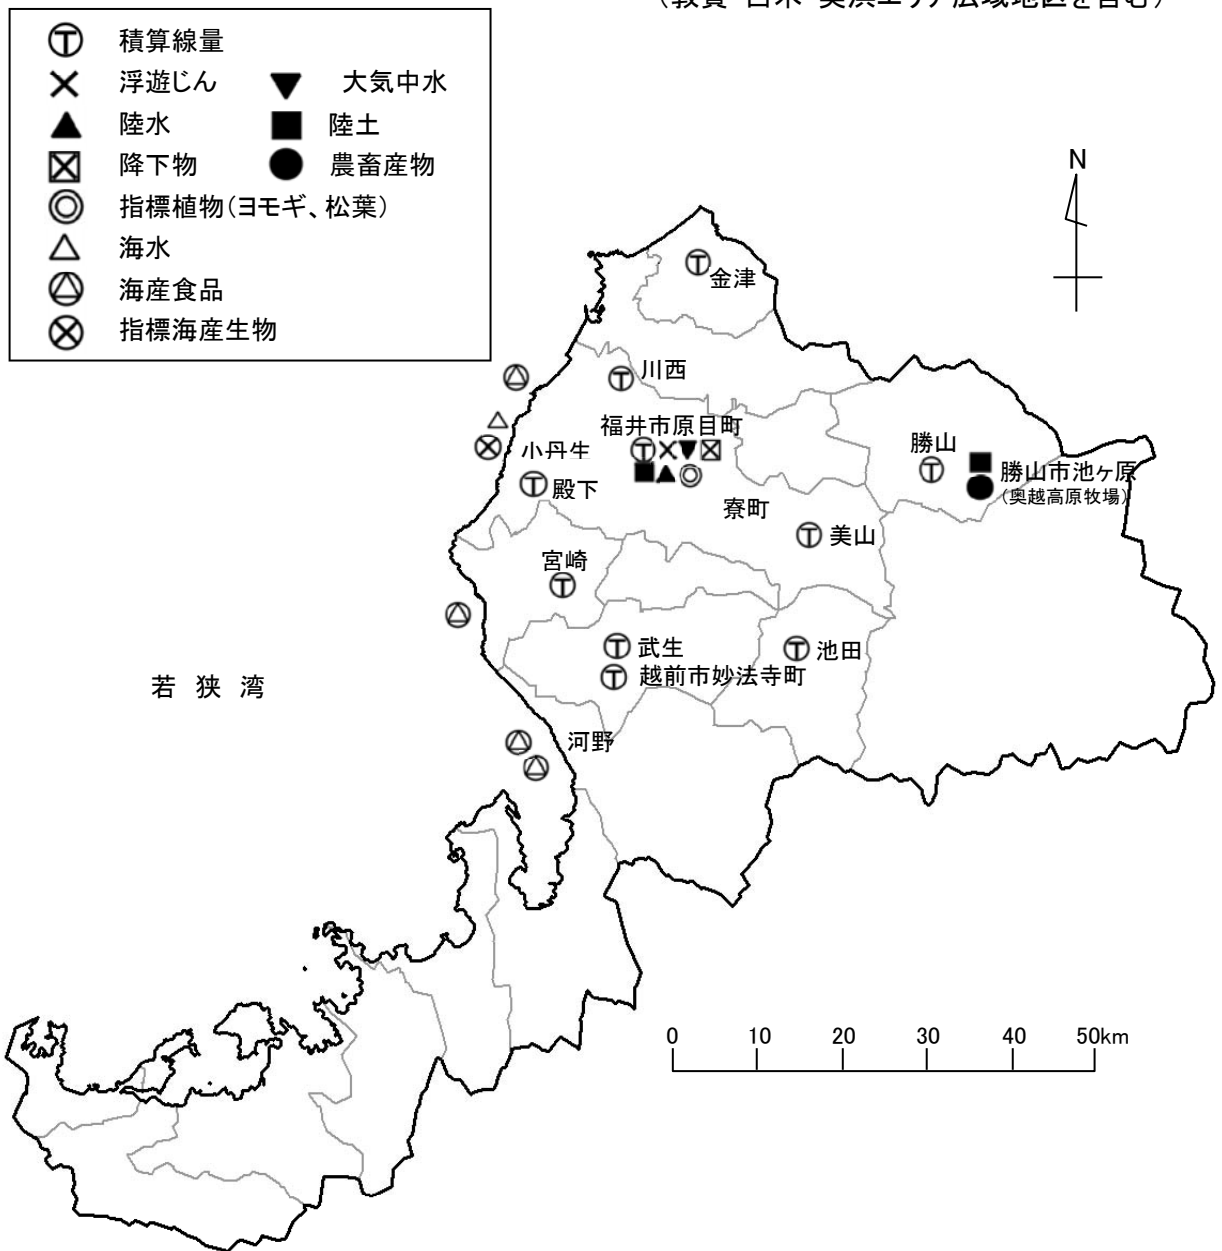 積算線量
浮遊じん 大気中水
陸水 陸土
降下物 農畜産物
指標植物(ヨモギ、松葉)
海水
海産食品
指標海産生物
N
金津
川西
福井市原目町
勝山
小丹生
勝山市池ヶ原
(奥越高原牧場)
殿下
寮町
美山
宮崎
武生
池田
越前市妙法寺町
若狭湾
河野
0 10 20 30 40 50km